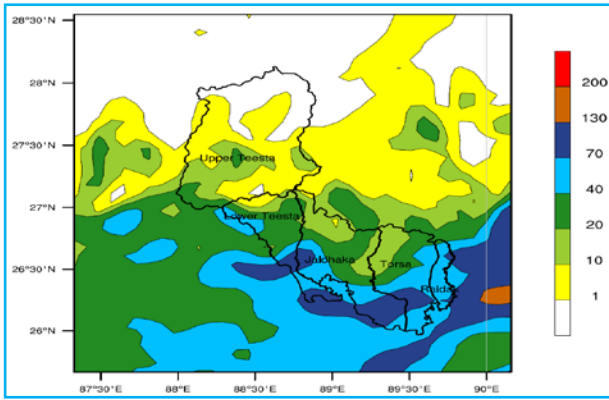 28°30'N
28°N
27°30'N
27°N
26°30'N
26°N
87°30'E 88°E 88°30'E 89°E 89°30'E 90°E
Upper Teesta
Lower Teesta
Jaldhaka
Torsa
Raidak
200
130
70
40
20
10
1